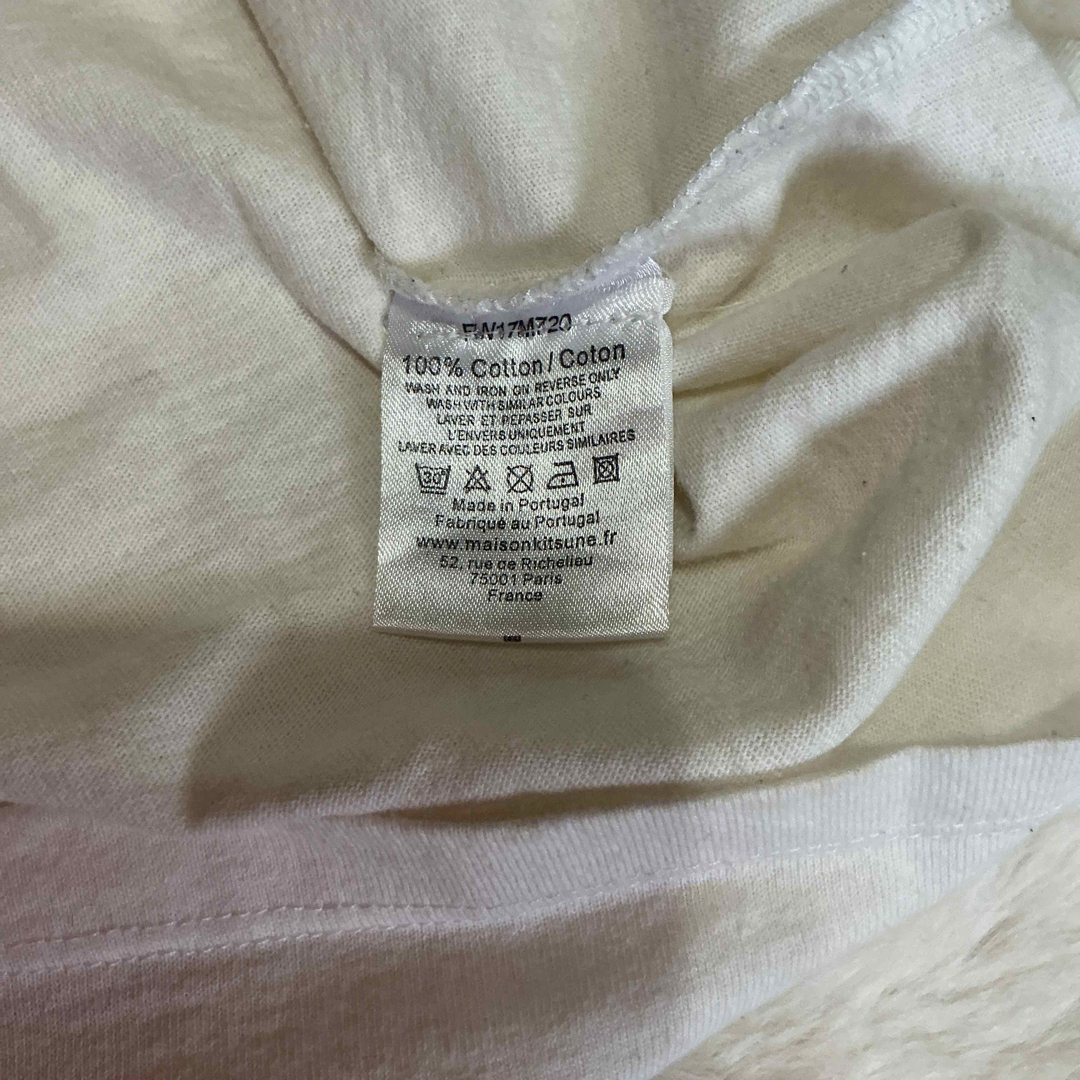 FW17M720
100% Cotton / Coton
WASH AND IRON ON REVERSE ONLY
WASH WITH SIMILAR COLOURS
LAVER ET PEPASSER SUR
L'ENVERS UNIQUEMENT
LAVER AVEC DES COULEURS SIMILAIRES
30
Made in Portugal
Fabriqué au Portugal
www.maisonkitsune.fr
52, rue de Richelieu
75001 Paris
France